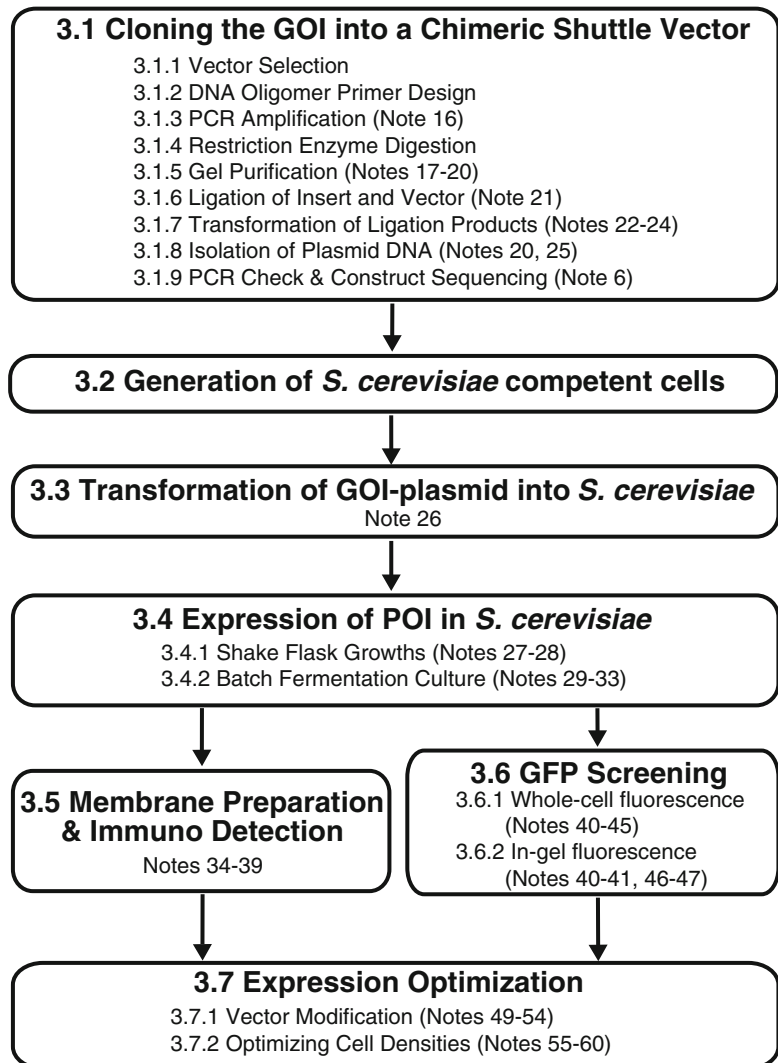 3.1 Cloning the GOI into a Chimeric Shuttle Vector
3.1.1 Vector Selection
3.1.2 DNA Oligomer Primer Design
3.1.3 PCR Amplification (Note 16)
3.1.4 Restriction Enzyme Digestion
3.1.5 Gel Purification (Notes 17-20)
3.1.6 Ligation of Insert and Vector (Note 21)
3.1.7 Transformation of Ligation Products (Notes 22-24)
3.1.8 Isolation of Plasmid DNA (Notes 20, 25)
3.1.9 PCR Check & Construct Sequencing (Note 6)
3.2 Generation of S. cerevisiae competent cells
3.3 Transformation of GOI-plasmid into S. cerevisiae
Note 26
3.4 Expression of POI in S. cerevisiae
3.4.1 Shake Flask Growths (Notes 27-28)
3.4.2 Batch Fermentation Culture (Notes 29-33)
3.5 Membrane Preparation
& Immuno Detection
Notes 34-39
3.6 GFP Screening
3.6.1 Whole-cell fluorescence
(Notes 40-45)
3.6.2 In-gel fluorescence
(Notes 40-41, 46-47)
3.7 Expression Optimization
3.7.1 Vector Modification (Notes 49-54)
3.7.2 Optimizing Cell Densities (Notes 55-60)